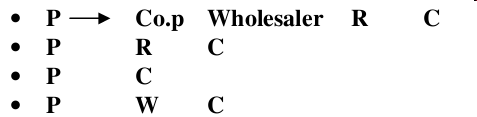 • P → Co.p Wholesaler R C
• P R C
• P C
• P W C